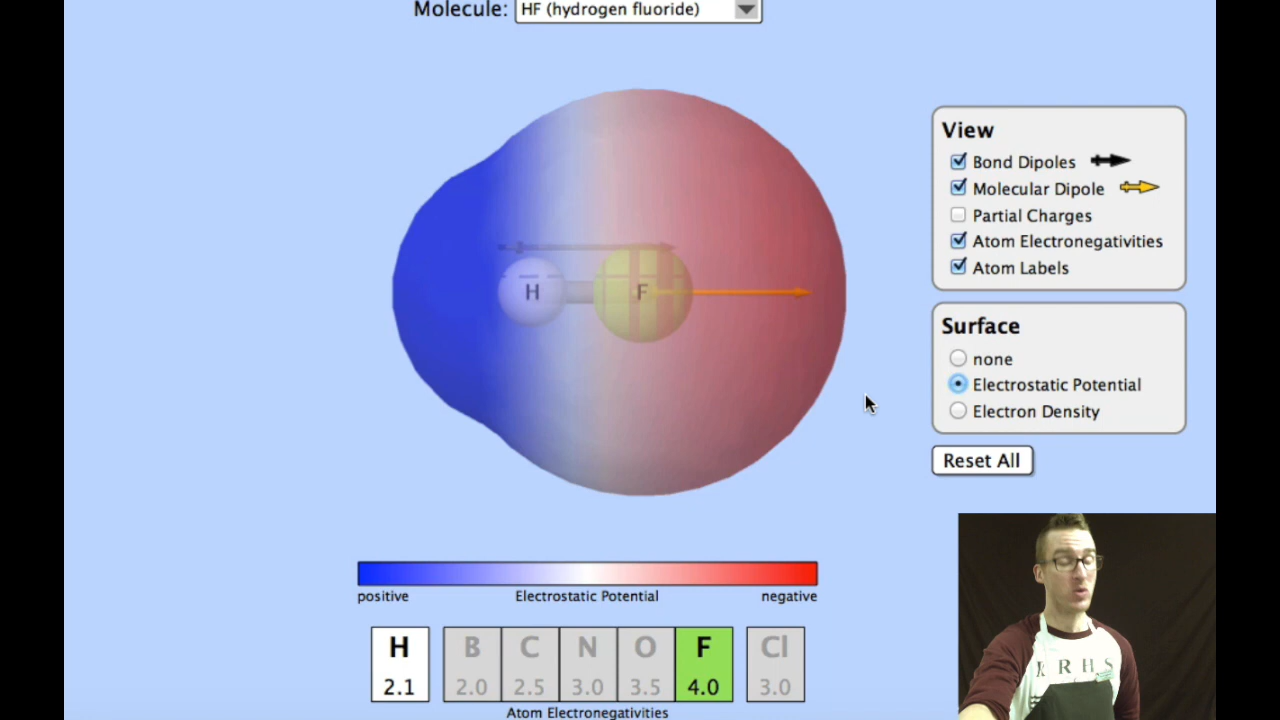 Molecule: HF (hydrogen fluoride)
View
Bond Dipoles
Molecular Dipole
Partial Charges
Atom Electronegativities
Atom Labels
H F
Surface
none
Electrostatic Potential
Electron Density
Reset All
positive Electrostatic Potential negative
H B C N O F Cl
2.1 2.0 2.5 3.0 3.5 4.0 3.0
Atom Electronegativities
R R H S